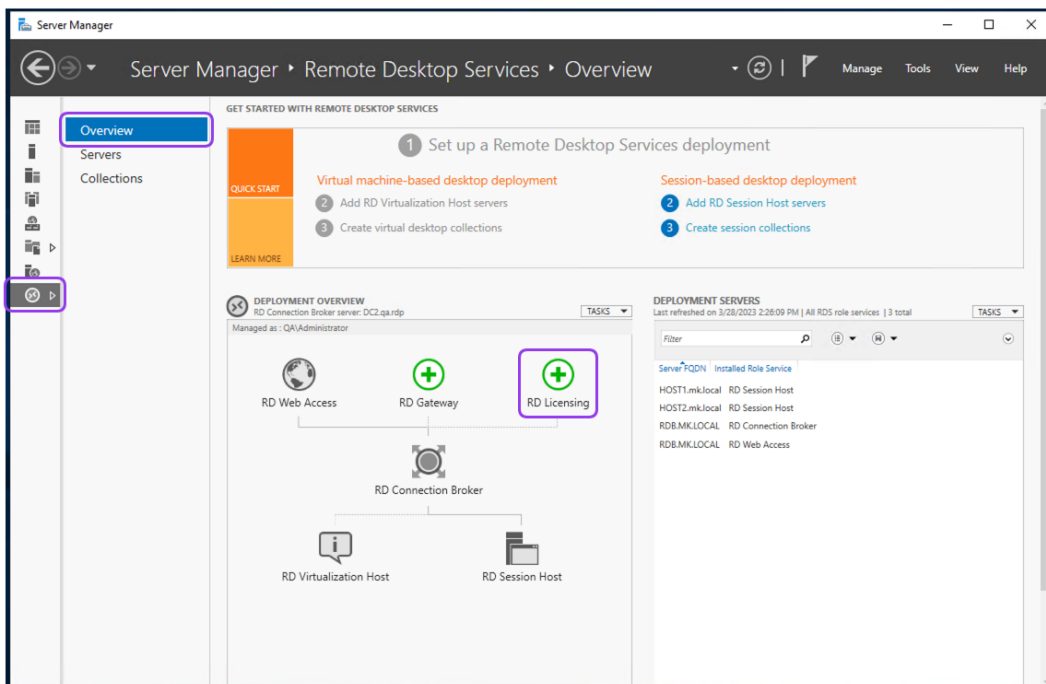 Server Manager
Server Manager ‣ Remote Desktop Services ‣ Overview
Manage Tools View Help
Overview
Servers
Collections
GET STARTED WITH REMOTE DESKTOP SERVICES
QUICK START
LEARN MORE
1 Set up a Remote Desktop Services deployment
Virtual machine-based desktop deployment
2 Add RD Virtualization Host servers
3 Create virtual desktop collections
Session-based desktop deployment
2 Add RD Session Host servers
3 Create session collections
DEPLOYMENT OVERVIEW
RD Connection Broker server: DC2.qa.rdp
TASKS
Managed as : QA\Administrator
RD Web Access
RD Gateway
RD Licensing
RD Connection Broker
RD Virtualization Host
RD Session Host
DEPLOYMENT SERVERS
Last refreshed on 3/28/2023 2:26:09 PM | All RDS role services | 3 total
TASKS
Filter
Server FQDN Installed Role Service
HOST1.mk.local RD Session Host
HOST2.mk.local RD Session Host
RDB.MK.LOCAL RD Connection Broker
RDB.MK.LOCAL RD Web Access